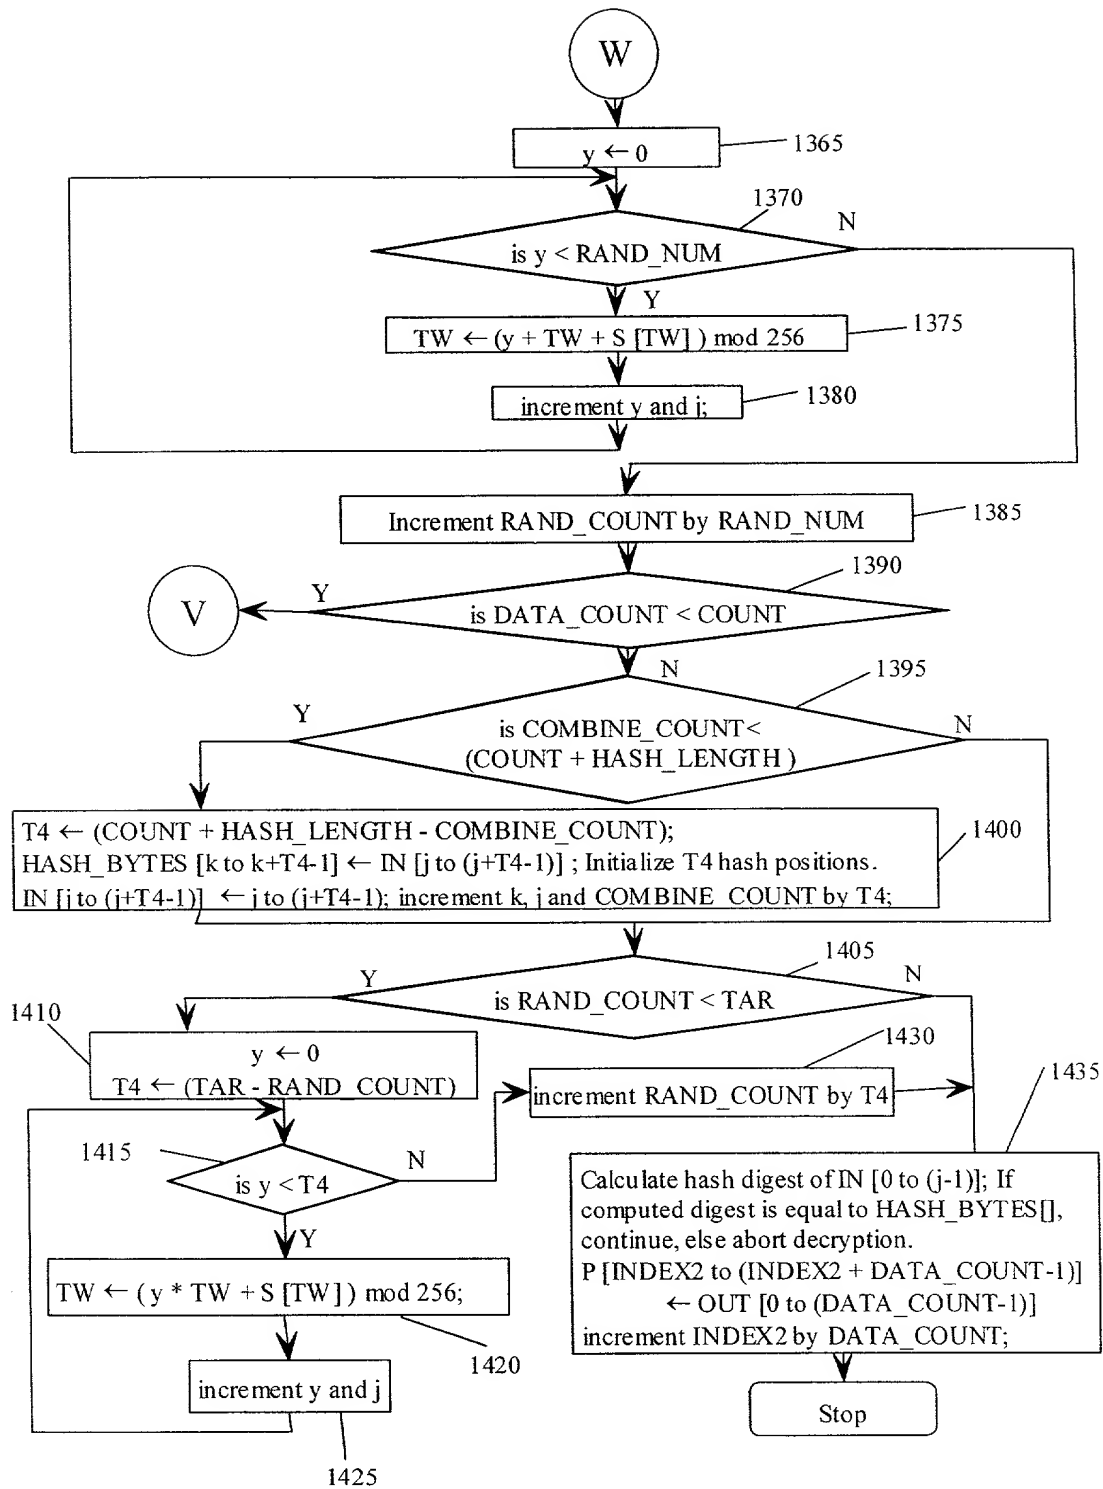 W
1365
y ← 0
1370
N
is y < RAND_NUM
Y
1375
TW ← (y + TW + S [TW] ) mod 256
1380
increment y and j;
1385
Increment RAND_COUNT by RAND_NUM
1390
Y
V
is DATA_COUNT < COUNT
N
1395
Y
N
is COMBINE_COUNT<
(COUNT + HASH_LENGTH )
1400
T4 ← (COUNT + HASH_LENGTH - COMBINE_COUNT);
HASH_BYTES [k to k+T4-1] ← IN [j to (j+T4-1)] ; Initialize T4 hash positions.
IN [j to (j+T4-1)] ← j to (j+T4-1); increment k, j and COMBINE_COUNT by T4;
1405
Y
N
is RAND_COUNT < TAR
1410
y ← 0
T4 ← (TAR - RAND_COUNT)
1430
increment RAND_COUNT by T4
1435
1415
N
is y < T4
Y
Calculate hash digest of IN [0 to (j-1)]; If
computed digest is equal to HASH_BYTES[],
continue, else abort decryption.
P [INDEX2 to (INDEX2 + DATA_COUNT-1)]
← OUT [0 to (DATA_COUNT-1)]
increment INDEX2 by DATA_COUNT;
TW ← ( y * TW + S [TW] ) mod 256;
1420
increment y and j
Stop
1425